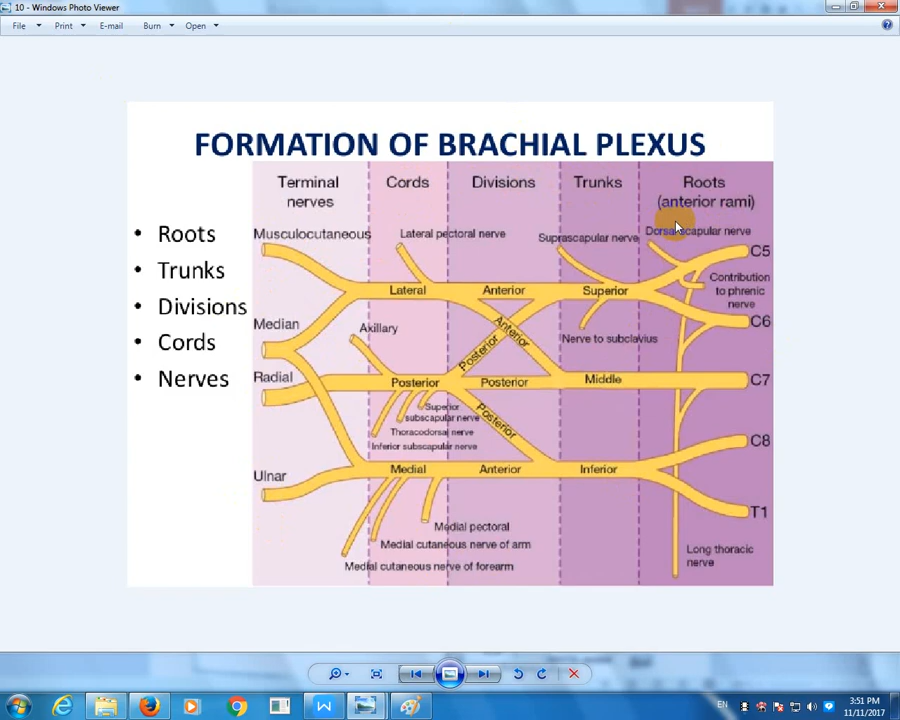 10 - Windows Photo Viewer
File Print E-mail Burn Open
FORMATION OF BRACHIAL PLEXUS
• Roots
• Trunks
• Divisions
• Cords
• Nerves
Terminal
nerves
Cords
Divisions
Trunks
Roots
(anterior rami)
Musculocutaneous
Lateral pectoral nerve
Suprascapular nerve
Dorsal scapular nerve
C5
Contribution
to phrenic
nerve
Lateral
Anterior
Superior
C6
Median
Axillary
Posterior
Anterior
Nerve to subclavius
Radial
Posterior
Posterior
Middle
C7
Superior
subscapular nerve
Thoracodorsal nerve
Inferior subscapular nerve
Posterior
C8
Ulnar
Medial
Anterior
Inferior
T1
Medial pectoral
Medial cutaneous nerve of arm
Medial cutaneous nerve of forearm
Long thoracic
nerve
EN
3:51 PM
11/11/2017